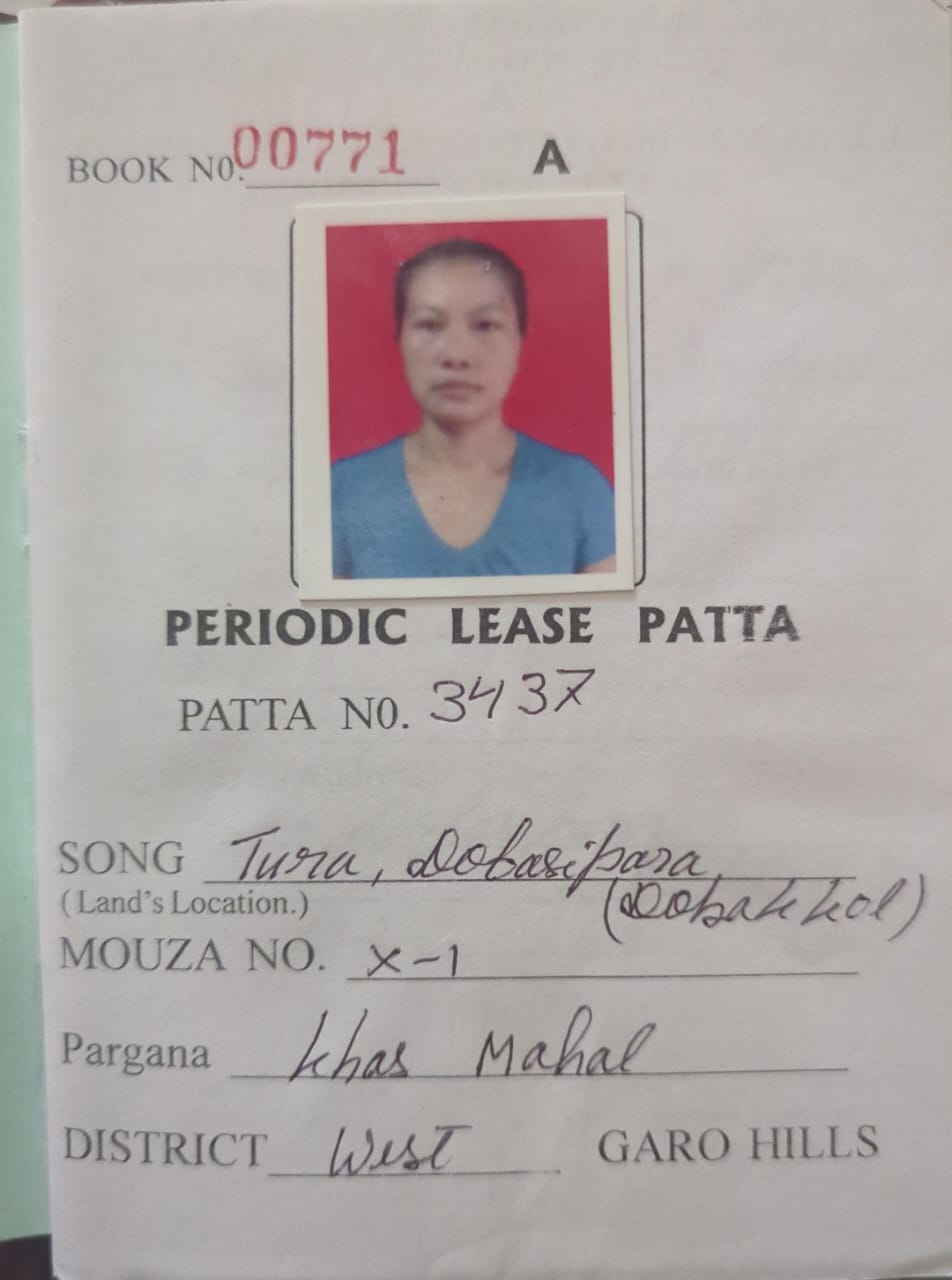 BOOK NO. 00771 A
PERIODIC LEASE PATTA
PATTA NO. 3437
SONG Tura, Dobasipara
(Land's Location.) (Dobakkol)
MOUZA NO. X-1
Pargana Khas Mahal
DISTRICT West GARO HILLS